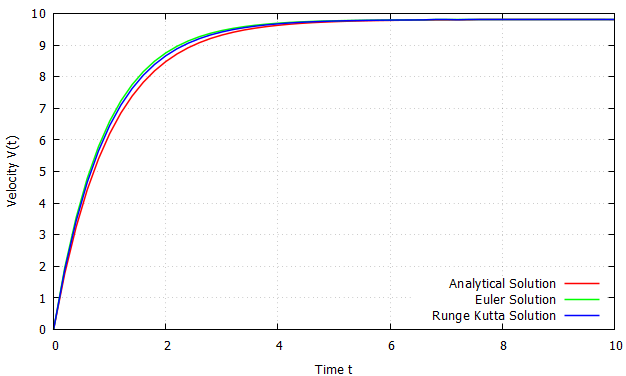 10
9
8
7
6
5
4
3
2
1
0
Velocity V(t)
Analytical Solution
Euler Solution
Runge Kutta Solution
0 2 4 6 8 10
Time t